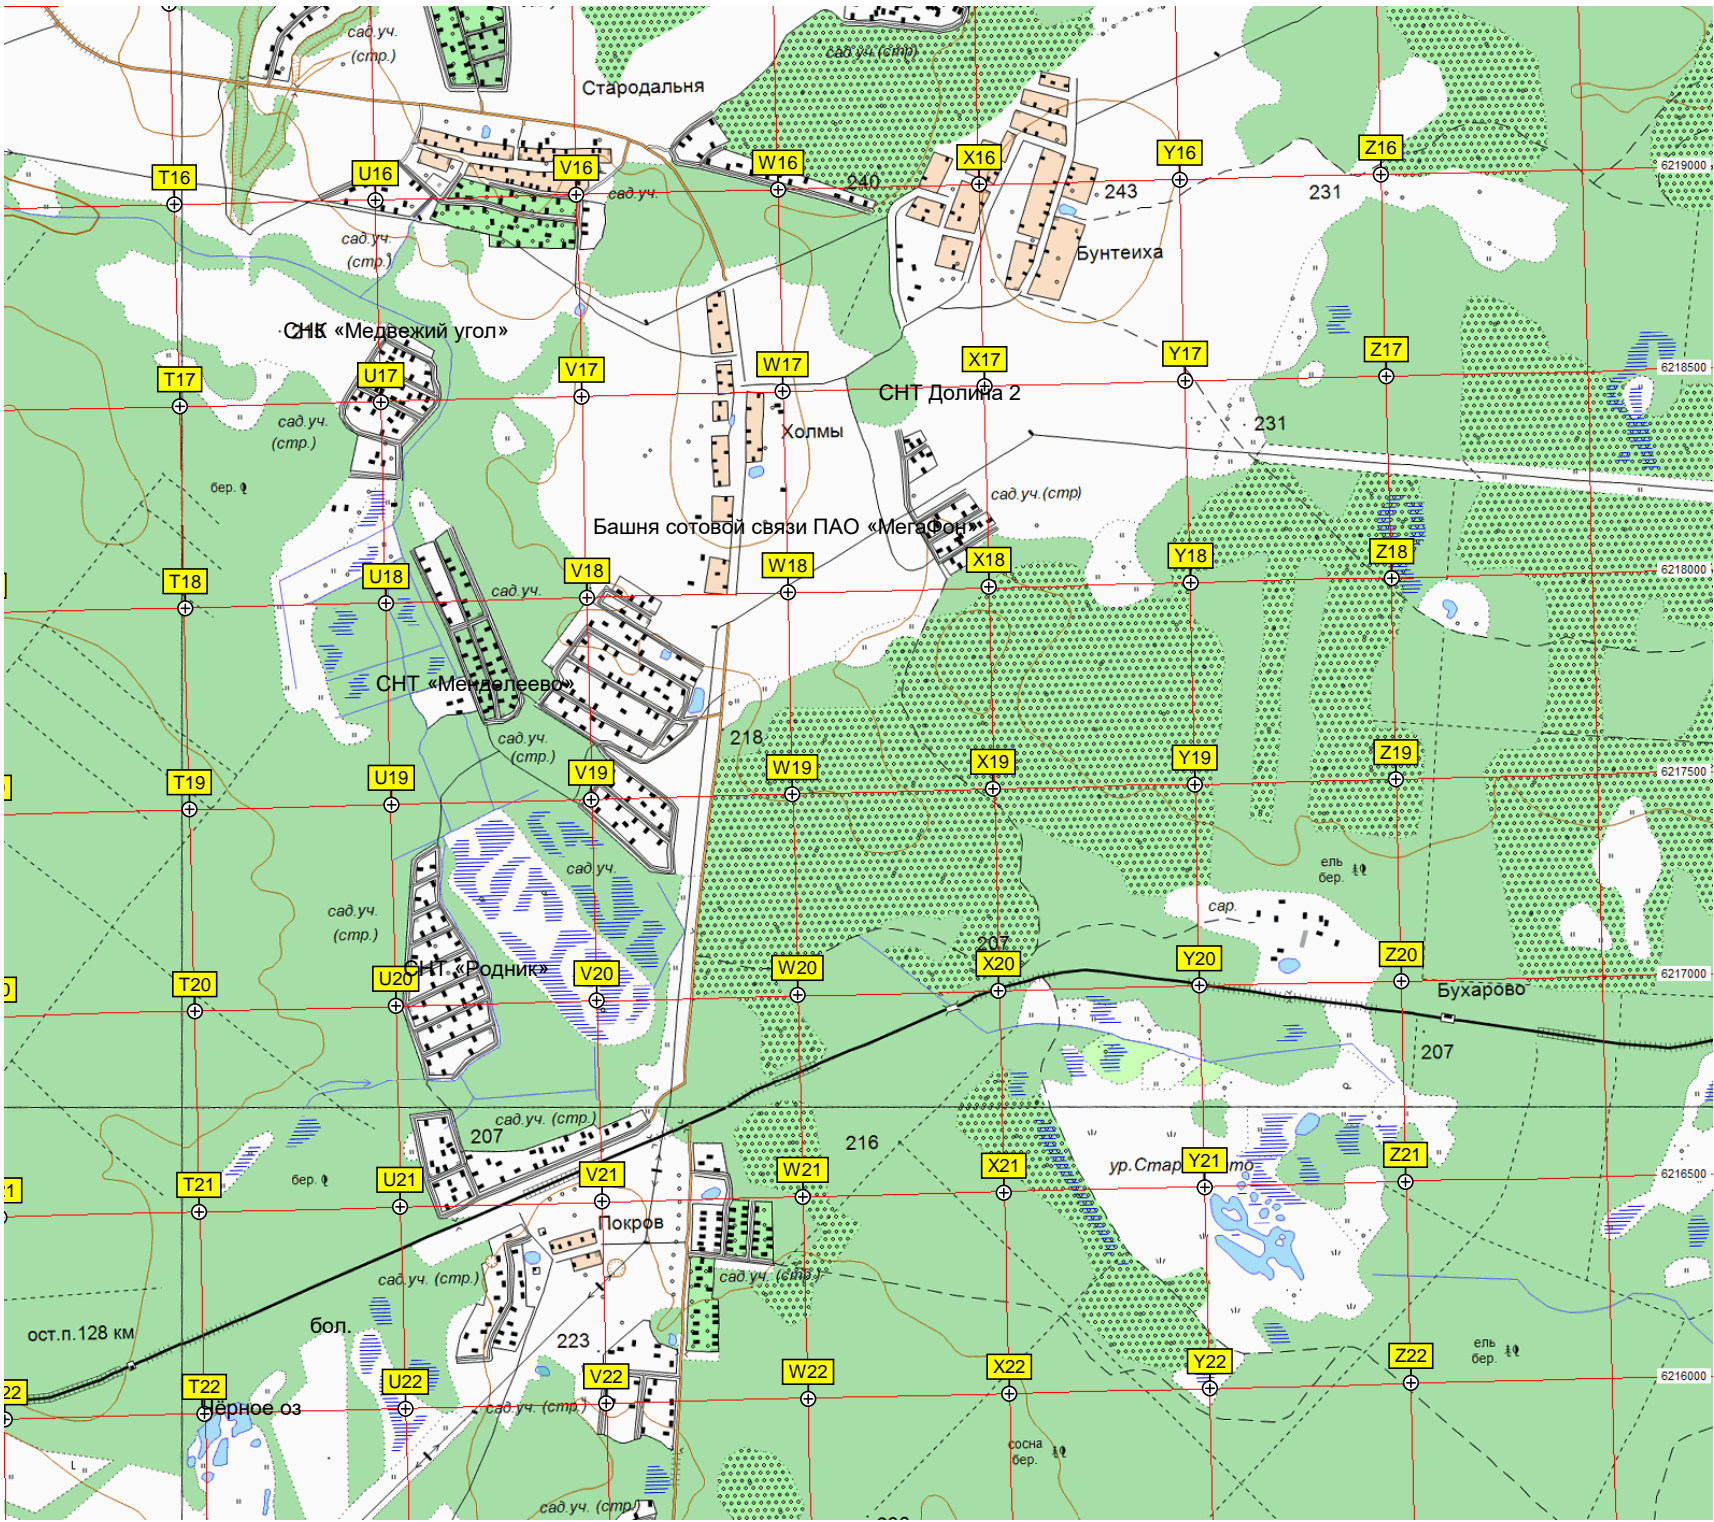 сад.уч.
(стр.)
сад.уч.(стр)
Стародальня
T16
U16
V16
W16
X16
Y16
Z16
6219000
сад.уч.
240
243
231
сад.уч.
(стр.)
Бунтеиха
СНК «Медвежий угол»
T17
U17
V17
W17
X17
Y17
Z17
6218500
СНТ Долина 2
сад.уч.
(стр.)
Холмы
231
бер.
сад.уч.(стр)
Башня сотовой связи ПАО «МегаФон»
T18
U18
V18
W18
X18
Y18
Z18
6218000
сад.уч.
СНТ «Менделеево»
сад.уч.
(стр.)
218
T19
U19
V19
W19
X19
Y19
Z19
6217500
сад.уч.
ель
бер.
сад.уч.
(стр.)
сар.
207
СНТ «Родник»
T20
U20
V20
W20
X20
Y20
Z20
6217000
Бухарово
207
сад.уч. (стр.)
207
216
бер.
T21
U21
V21
W21
X21
ур.Стар
Y21
Z21
6216500
Покров
сад.уч. (стр.)
сад.уч. (стр.)
бол.
ост.п.128 км
223
ель
бер.
22
T22
U22
V22
W22
X22
Y22
Z22
6216000
Чёрное оз
сад.уч. (стр.)
сосна
бер.
сад.уч. (стр.)